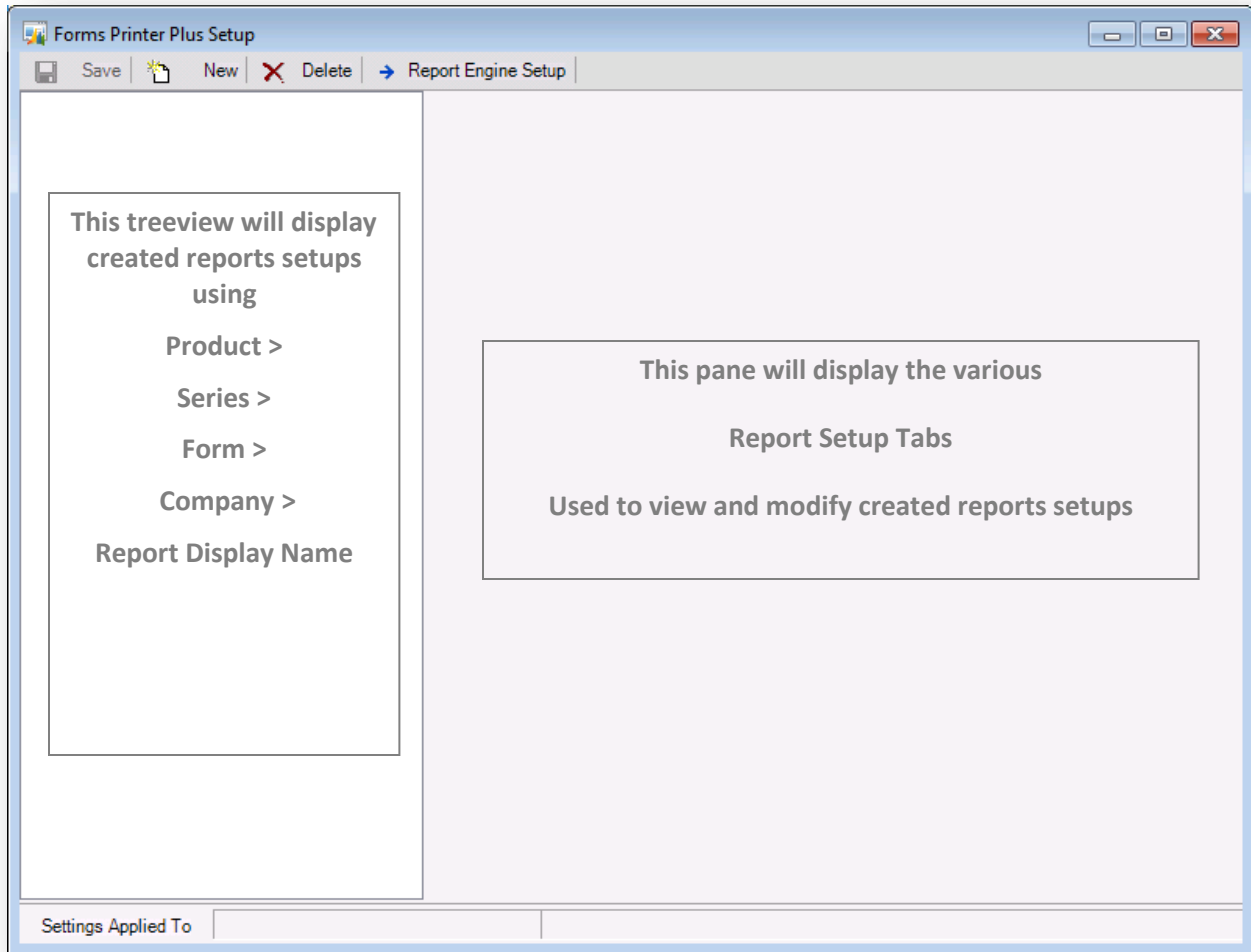 Forms Printer Plus Setup
Save New Delete Report Engine Setup
This treeview will display
created reports setups
using
Product >
Series >
Form >
Company >
Report Display Name
This pane will display the various
Report Setup Tabs
Used to view and modify created reports setups
Settings Applied To